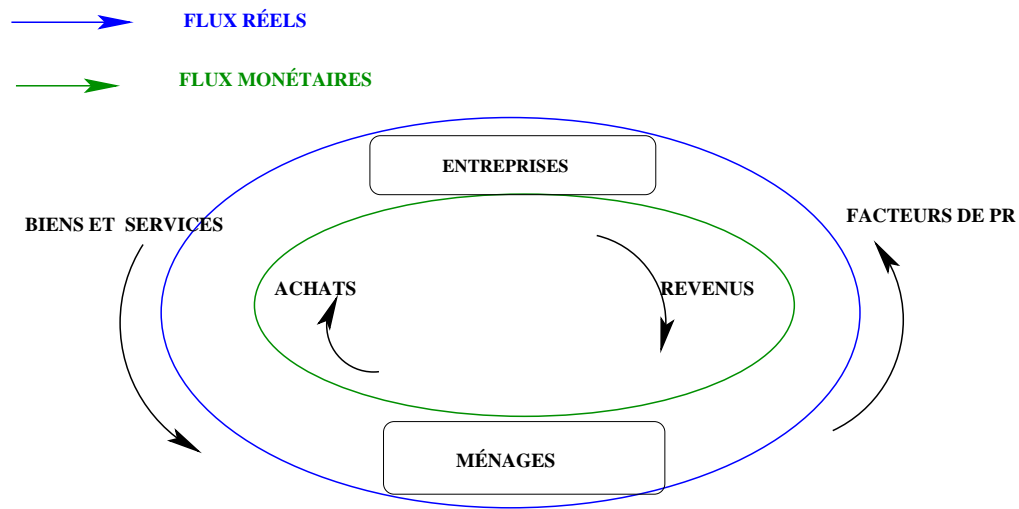 FLUX RÉELS
FLUX MONÉTAIRES
ENTREPRISES
BIENS ET SERVICES
FACTEURS DE PR
ACHATS
REVENUS
MÉNAGES